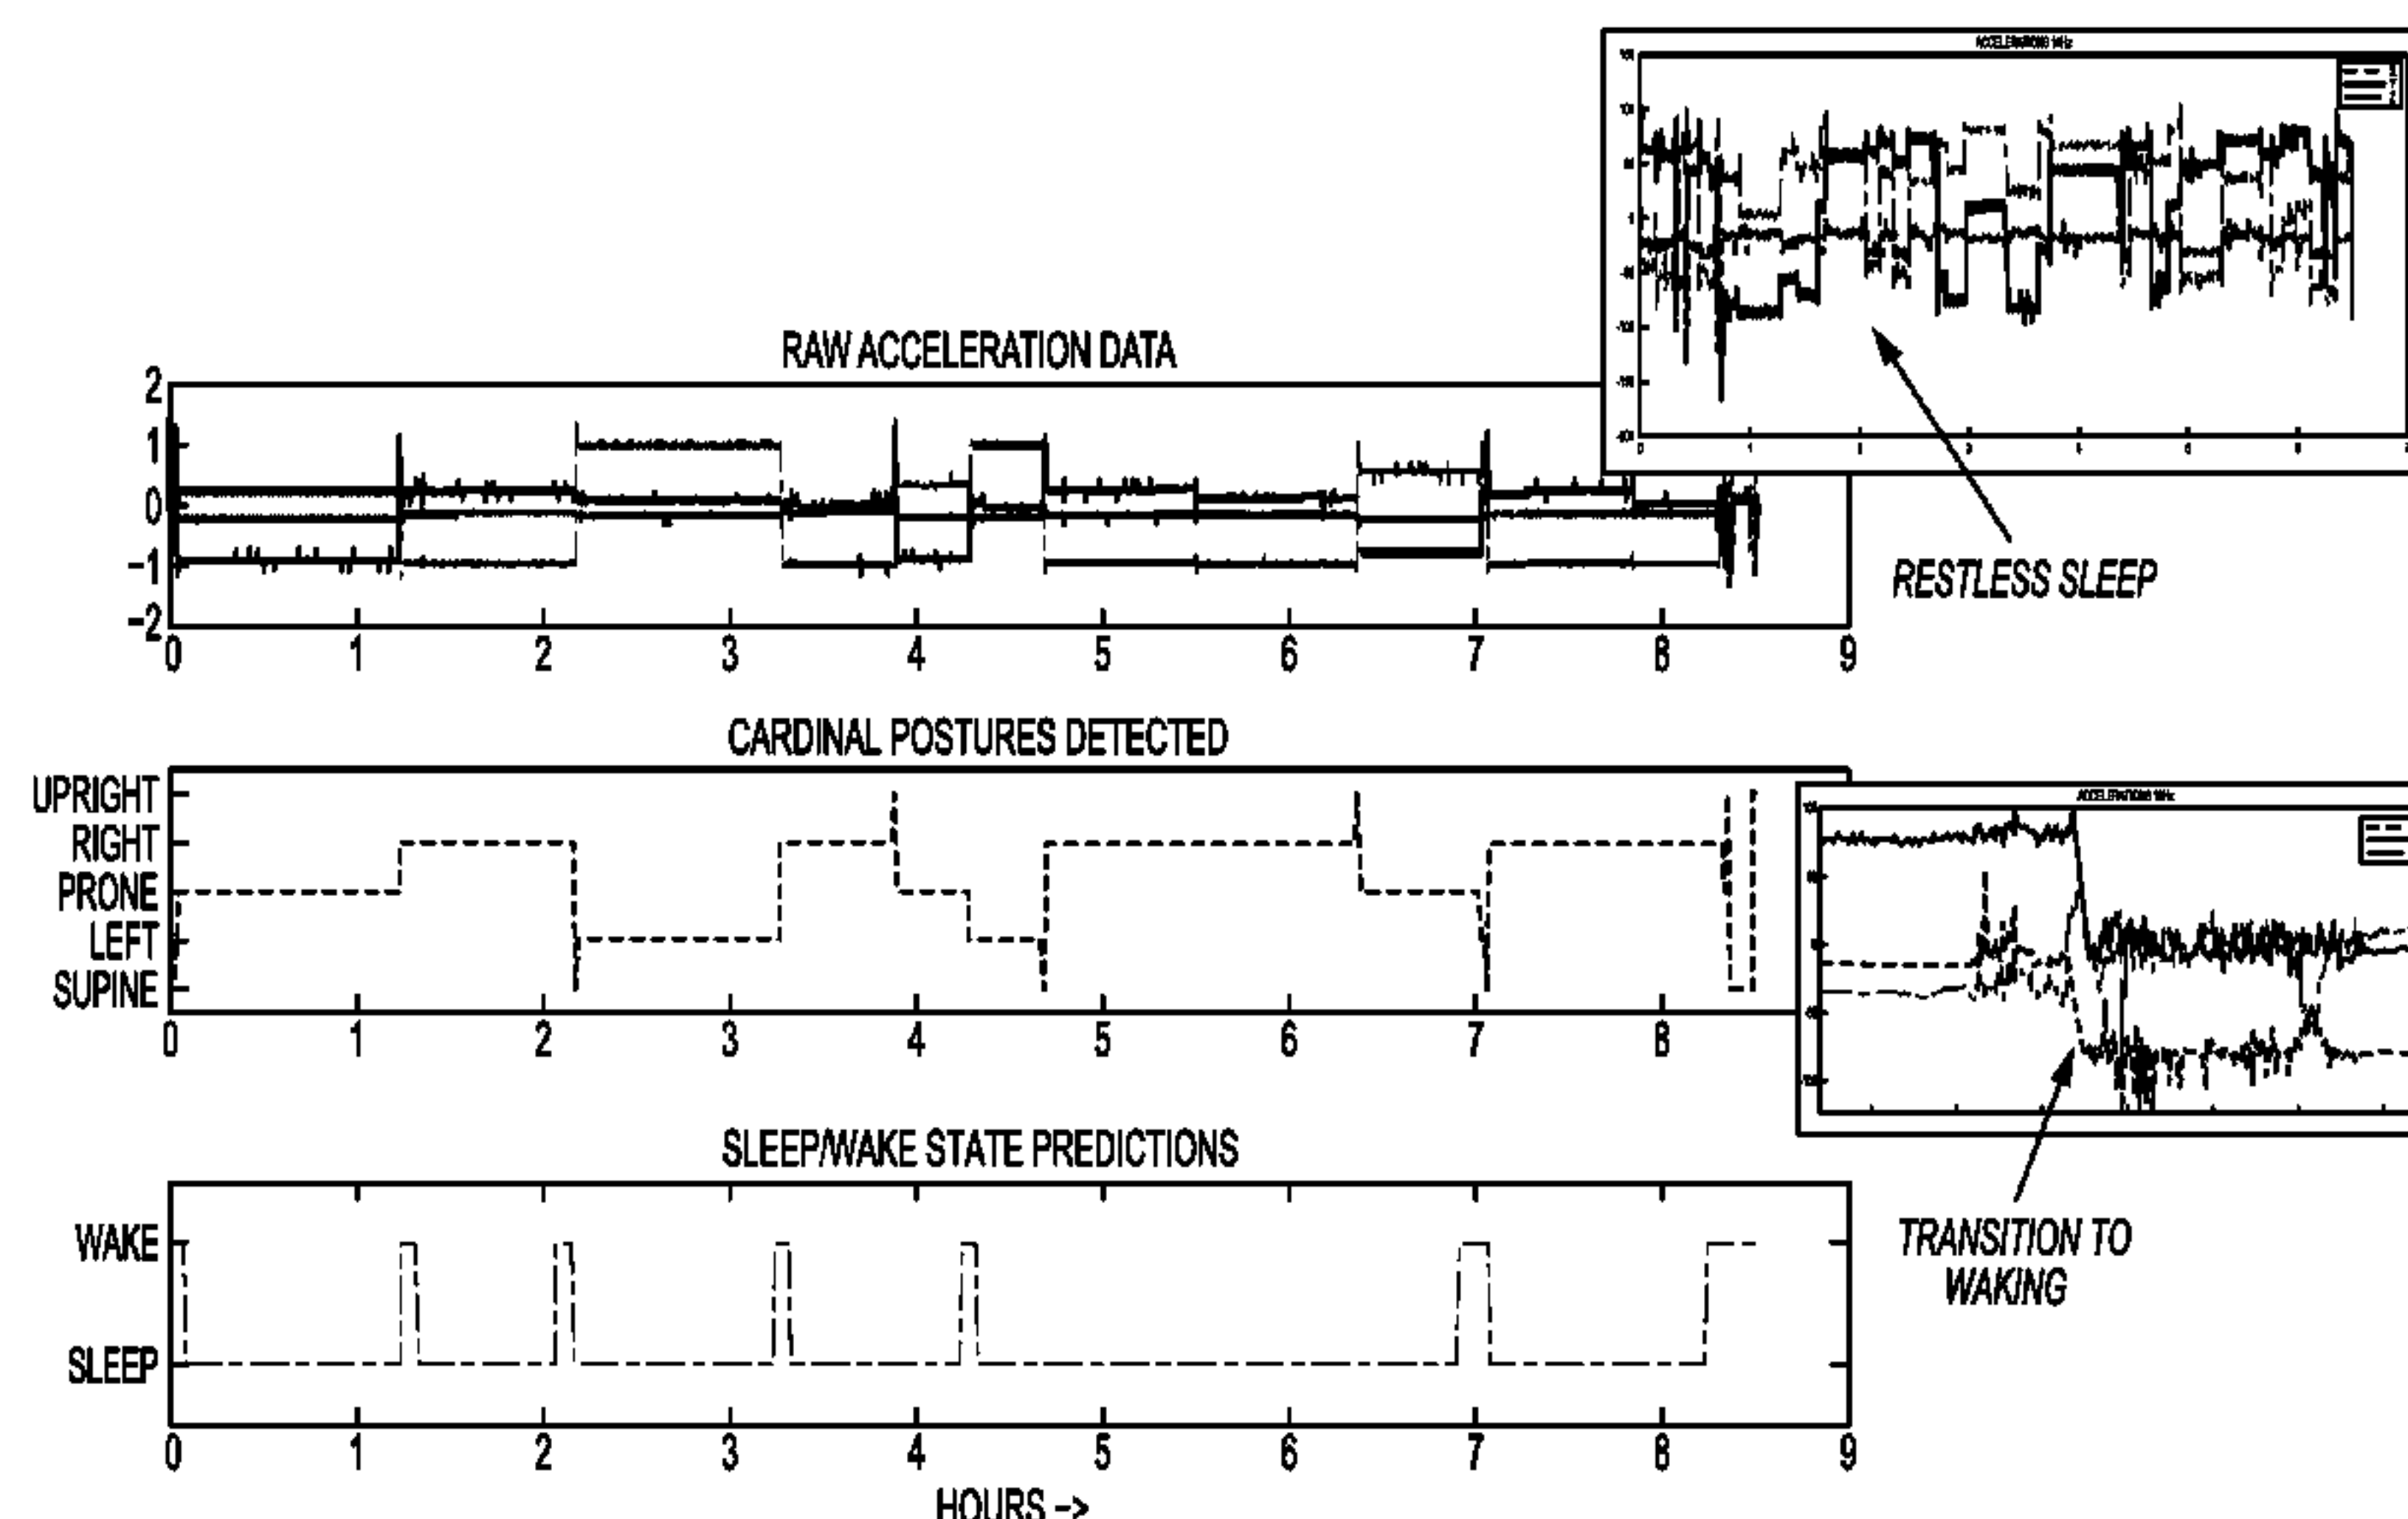 ACCELERATIONS 1Hz
RAW ACCELERATION DATA
2
1
0
-1
-2
0 1 2 3 4 5 6 7 8 9
RESTLESS SLEEP
CARDINAL POSTURES DETECTED
UPRIGHT
RIGHT
PRONE
LEFT
SUPINE
0 1 2 3 4 5 6 7 8
TRANSITION TO
WAKING
SLEEP/WAKE STATE PREDICTIONS
WAKE
SLEEP
0 1 2 3 4 5 6 7 8 9
HOURS ->